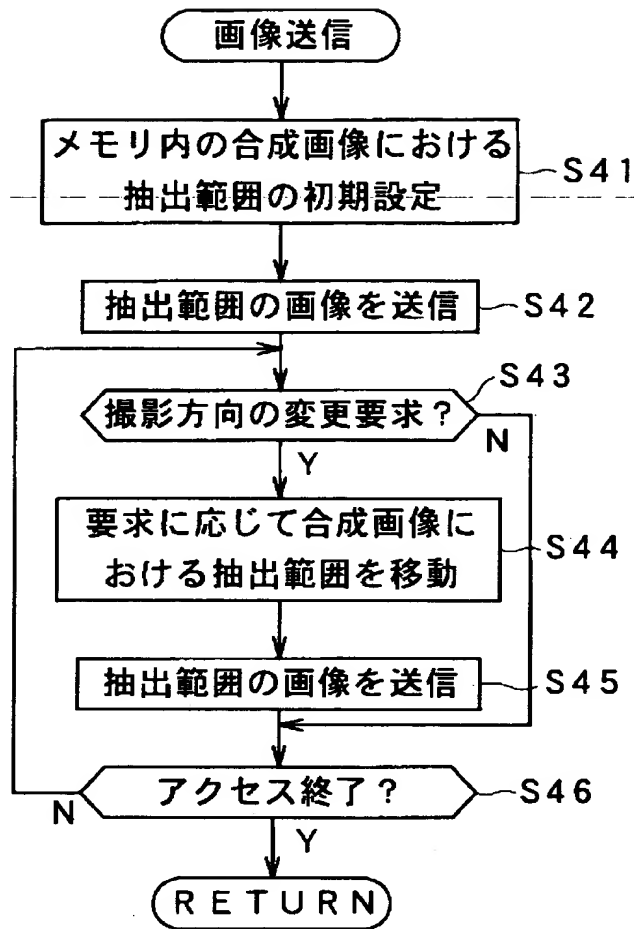 画像送信
メモリ内の合成画像における
抽出範囲の初期設定
S41
抽出範囲の画像を送信
S42
S43
撮影方向の変更要求?
N
Y
要求に応じて合成画像に
おける抽出範囲を移動
S44
抽出範囲の画像を送信
S45
アクセス終了?
S46
N
Y
RETURN